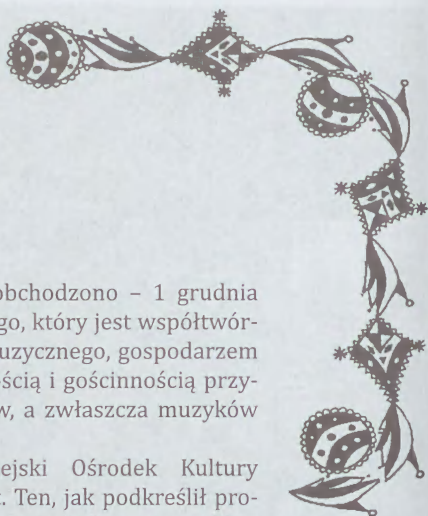 obchodzono – 1 grudnia
go, który jest współtwór-
uzycznego, gospodarzem
ścią i gościnnością przy-
w, a zwłaszcza muzyków
ejski Ośrodek Kultury
. Ten, jak podkreślił pro-